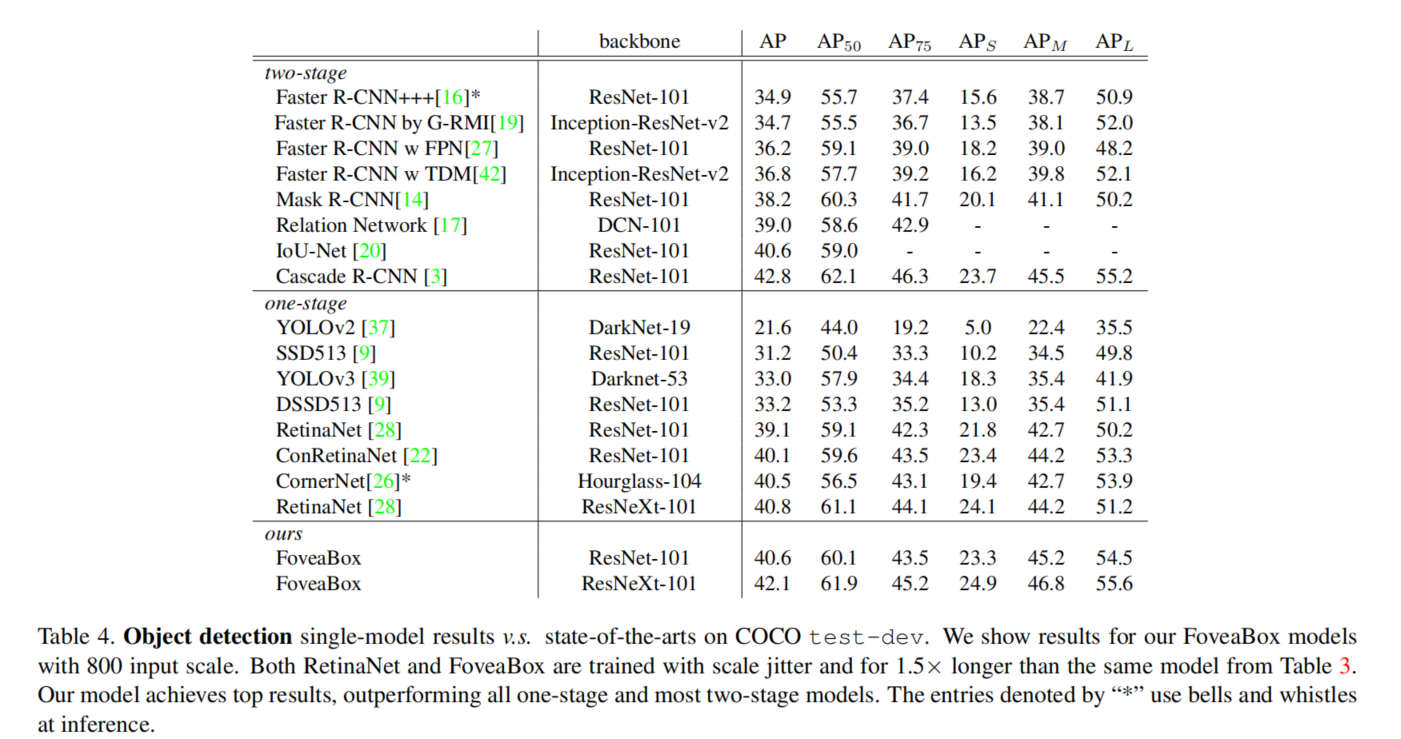 backbone AP AP50 AP75 APS APM APL
two-stage
Faster R-CNN+++[16]* ResNet-101 34.9 55.7 37.4 15.6 38.7 50.9
Faster R-CNN by G-RMI[19] Inception-ResNet-v2 34.7 55.5 36.7 13.5 38.1 52.0
Faster R-CNN w FPN[27] ResNet-101 36.2 59.1 39.0 18.2 39.0 48.2
Faster R-CNN w TDM[42] Inception-ResNet-v2 36.8 57.7 39.2 16.2 39.8 52.1
Mask R-CNN[14] ResNet-101 38.2 60.3 41.7 20.1 41.1 50.2
Relation Network [17] DCN-101 39.0 58.6 42.9 - - -
IoU-Net [20] ResNet-101 40.6 59.0 - - - -
Cascade R-CNN [3] ResNet-101 42.8 62.1 46.3 23.7 45.5 55.2
one-stage
YOLOv2 [37] DarkNet-19 21.6 44.0 19.2 5.0 22.4 35.5
SSD513 [9] ResNet-101 31.2 50.4 33.3 10.2 34.5 49.8
YOLOv3 [39] Darknet-53 33.0 57.9 34.4 18.3 35.4 41.9
DSSD513 [9] ResNet-101 33.2 53.3 35.2 13.0 35.4 51.1
RetinaNet [28] ResNet-101 39.1 59.1 42.3 21.8 42.7 50.2
ConRetinaNet [22] ResNet-101 40.1 59.6 43.5 23.4 44.2 53.3
CornerNet[26]* Hourglass-104 40.5 56.5 43.1 19.4 42.7 53.9
RetinaNet [28] ResNeXt-101 40.8 61.1 44.1 24.1 44.2 51.2
ours
FoveaBox ResNet-101 40.6 60.1 43.5 23.3 45.2 54.5
FoveaBox ResNeXt-101 42.1 61.9 45.2 24.9 46.8 55.6
Table 4. Object detection single-model results v.s. state-of-the-arts on COCO test-dev. We show results for our FoveaBox models
with 800 input scale. Both RetinaNet and FoveaBox are trained with scale jitter and for 1.5× longer than the same model from Table 3.
Our model achieves top results, outperforming all one-stage and most two-stage models. The entries denoted by “*” use bells and whistles
at inference.